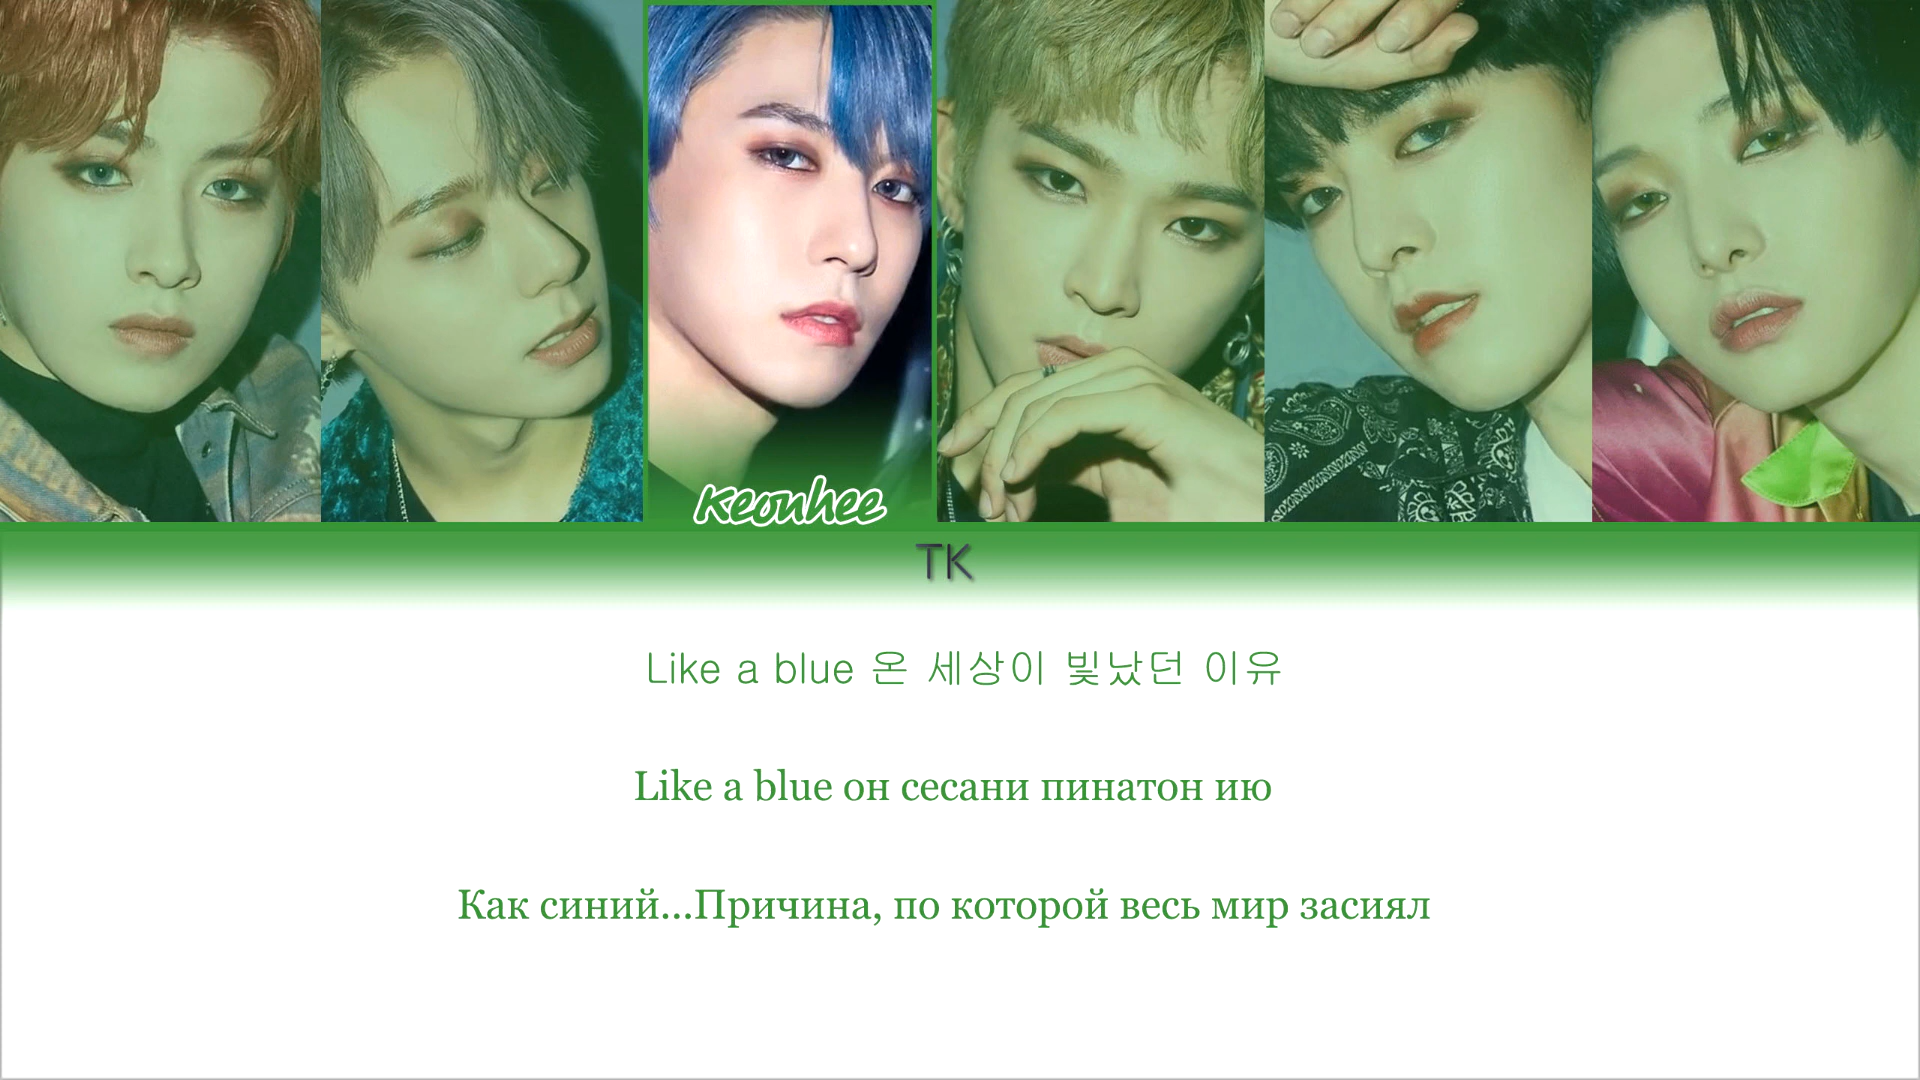 Keonhee
TK
Like a blue 온 세상이 빛났던 이유
Like a blue он сесани пинатон ию
Как синий...Причина, по которой весь мир засиял